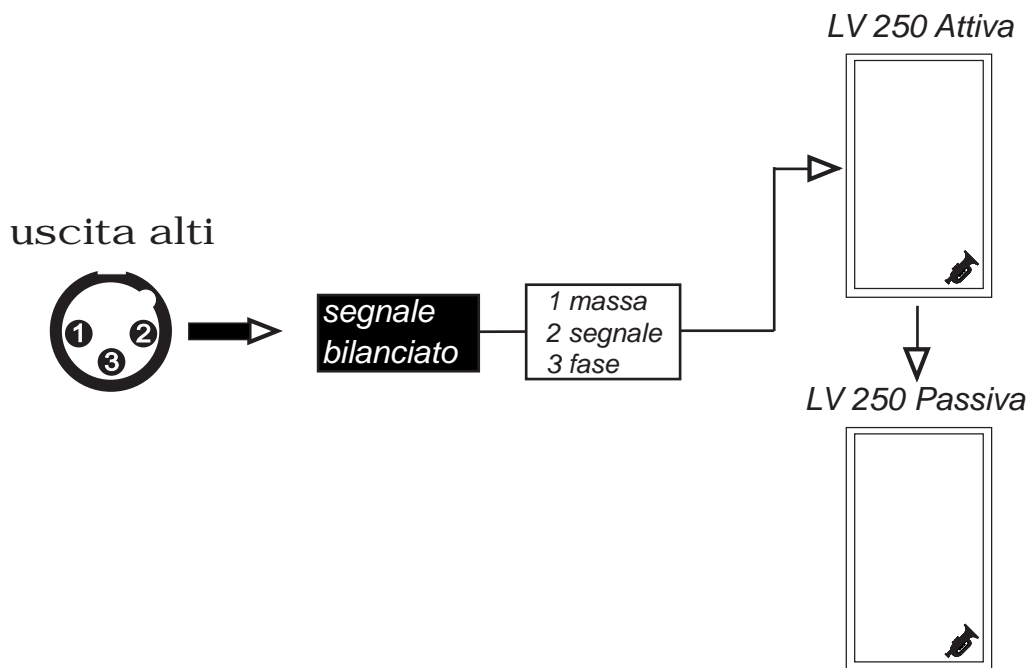 LV 250 Attiva
uscita alti
1 2
3
segnale
bilanciato
1 massa
2 segnale
3 fase
LV 250 Passiva